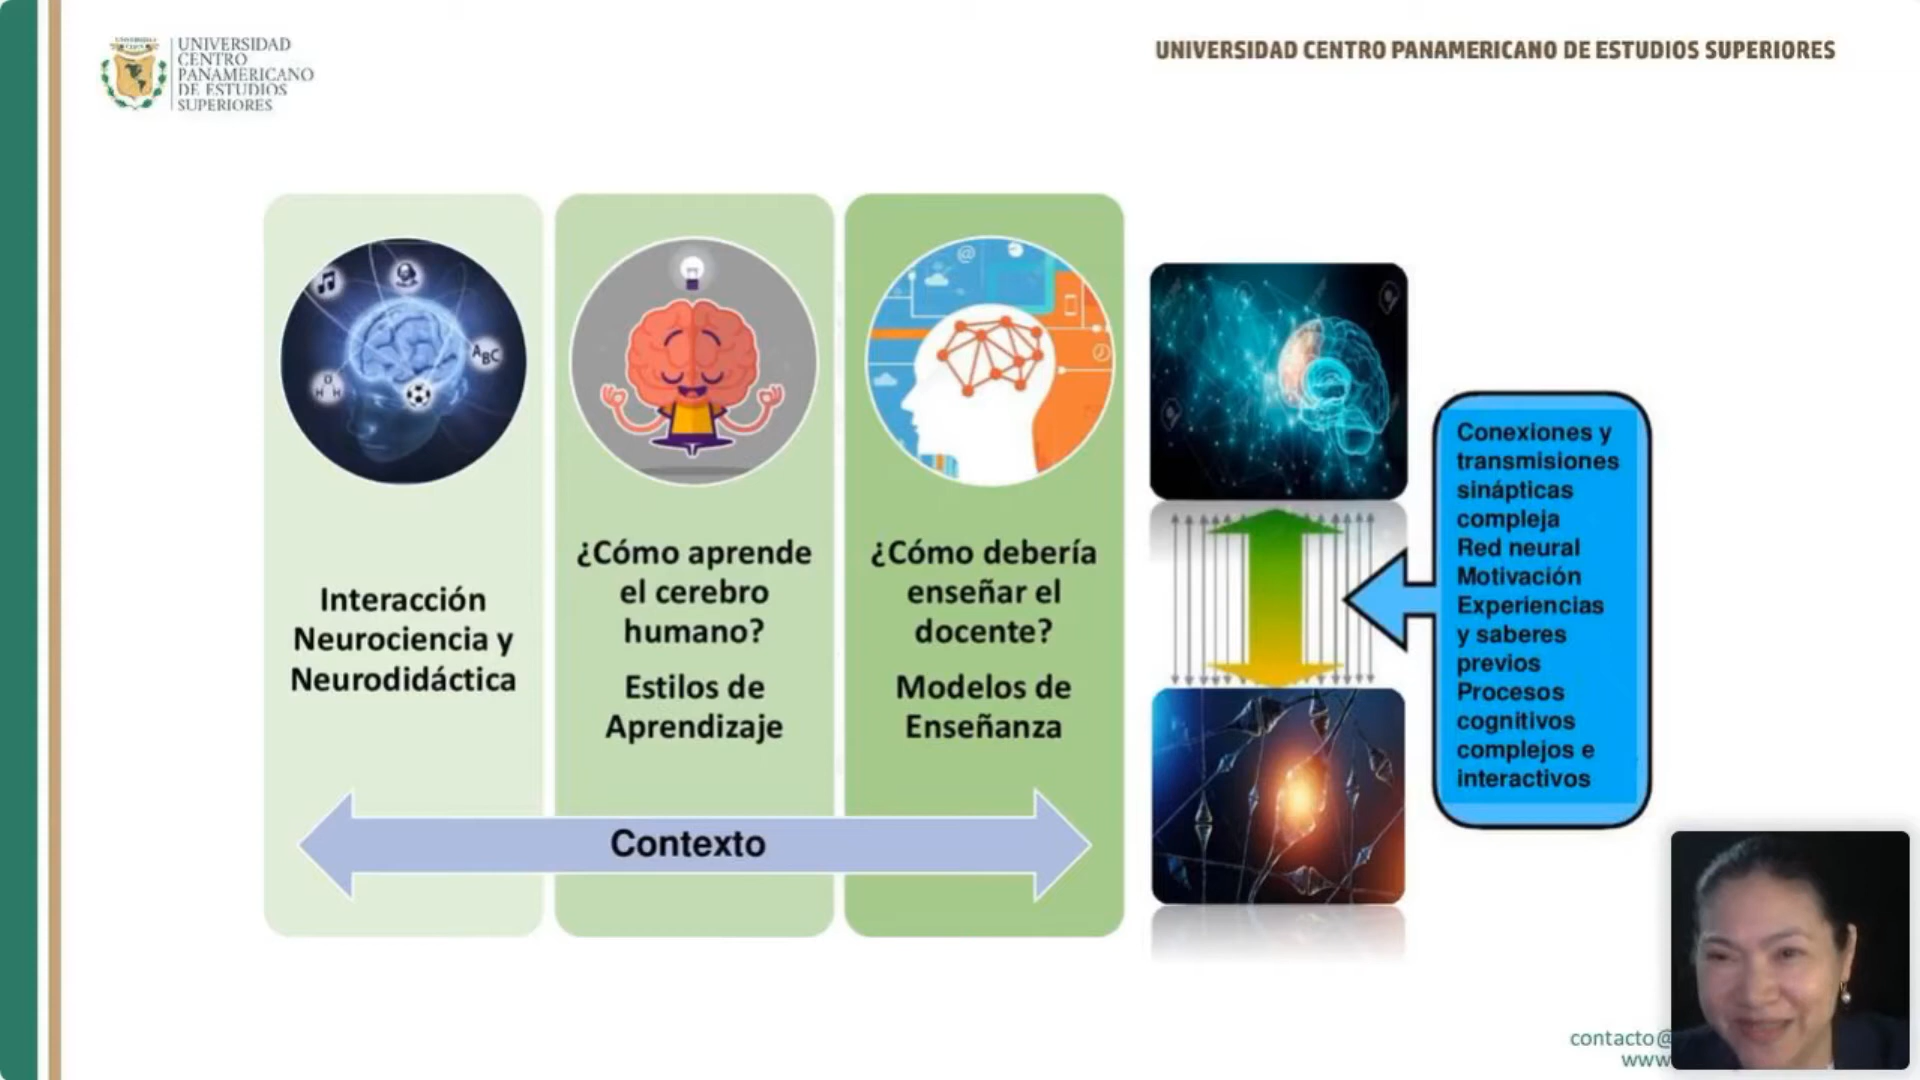 UNIVERSIDAD
CENTRO
PANAMERICANO
DE ESTUDIOS
SUPERIORES
UNIVERSIDAD CENTRO PANAMERICANO DE ESTUDIOS SUPERIORES
Interacción
Neurociencia y
Neurodidáctica
¿Cómo aprende
el cerebro
humano?
Estilos de
Aprendizaje
¿Cómo debería
enseñar el
docente?
Modelos de
Enseñanza
Contexto
Conexiones y
transmisiones
sinápticas
compleja
Red neural
Motivación
Experiencias
y saberes
previos
Procesos
cognitivos
complejos e
interactivos
ABC
O
H H
@
contacto@
www